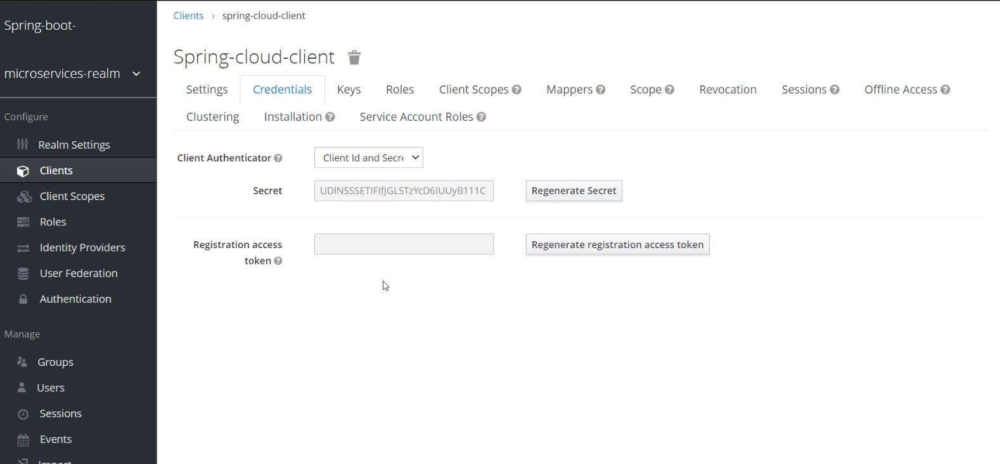 Spring-boot-
microservices-realm
Configure
Realm Settings
Clients
Client Scopes
Roles
Identity Providers
User Federation
Authentication
Manage
Groups
Users
Sessions
Events
Import
Clients > spring-cloud-client
Spring-cloud-client
Settings Credentials Keys Roles Client Scopes Mappers Scope Revocation Sessions Offline Access
Clustering Installation Service Account Roles
Client Authenticator Client Id and Secre
Secret UDlNSSSETIFIfJGLSTzYcD6IUUyB111C Regenerate Secret
Registration access Regenerate registration access token
token